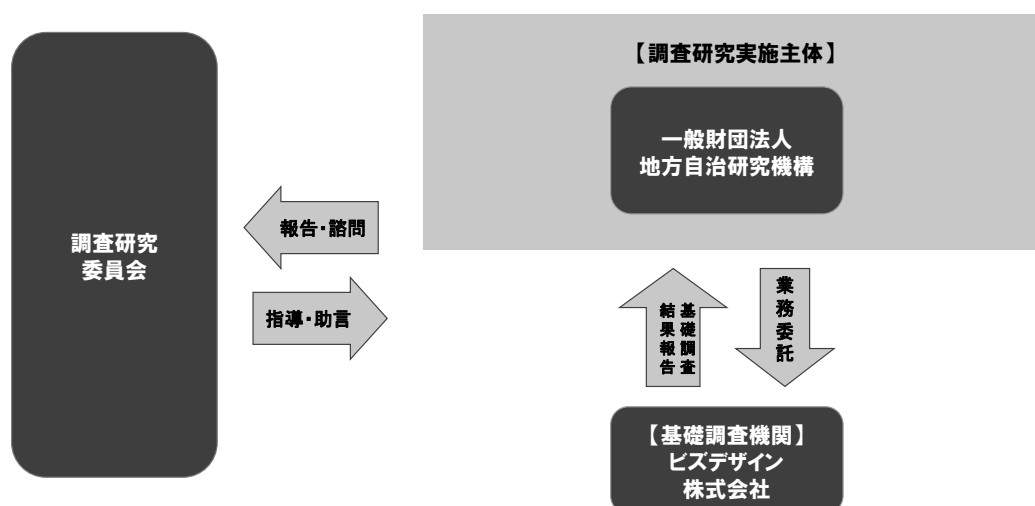 【調査研究実施主体】
一般財団法人
地方自治研究機構
報告・諮問
調査研究
委員会
指導・助言
基礎調査
結果報告
業務委託
【基礎調査機関】
ビズデザイン
株式会社